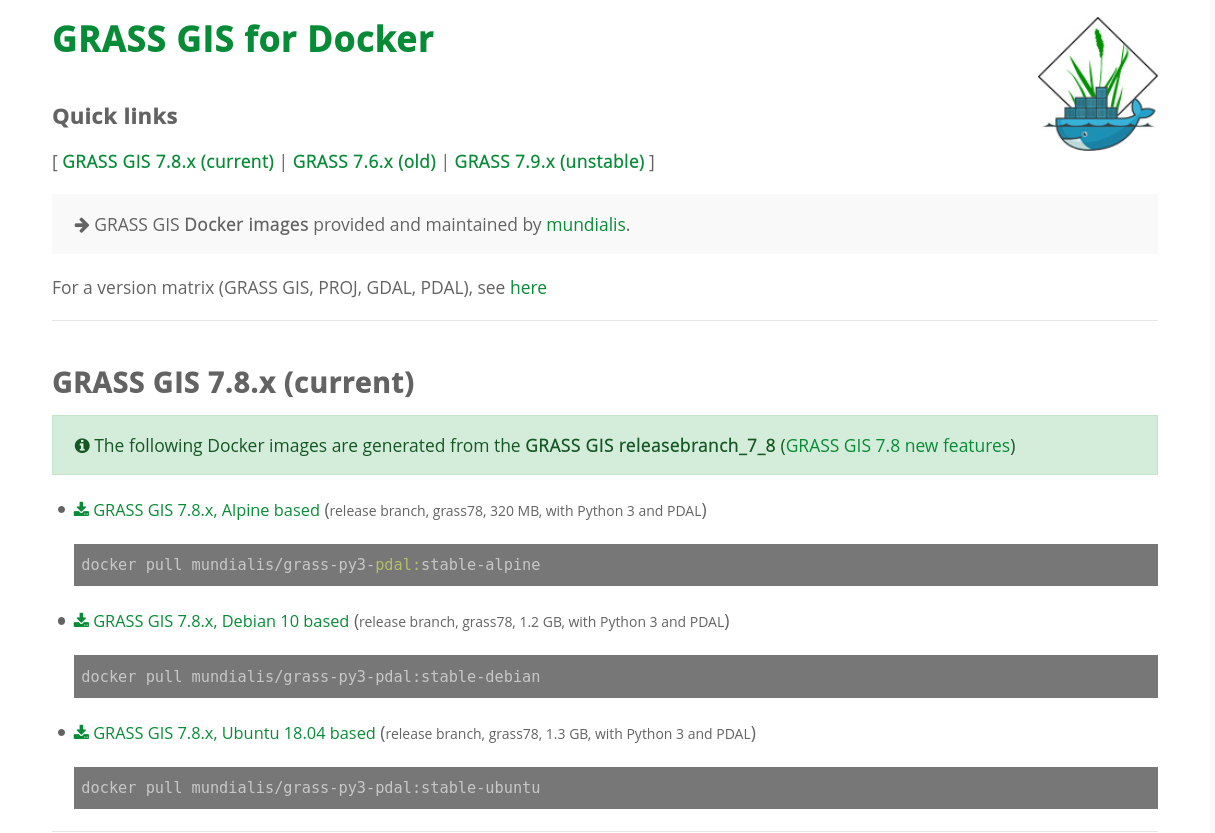 GRASS GIS for Docker
Quick links
[ GRASS GIS 7.8.x (current) | GRASS 7.6.x (old) | GRASS 7.9.x (unstable) ]
GRASS GIS Docker images provided and maintained by mundialis.
For a version matrix (GRASS GIS, PROJ, GDAL, PDAL), see here
GRASS GIS 7.8.x (current)
The following Docker images are generated from the GRASS GIS releasebranch_7_8 (GRASS GIS 7.8 new features)
GRASS GIS 7.8.x, Alpine based (release branch, grass78, 320 MB, with Python 3 and PDAL)
docker pull mundialis/grass-py3-pdal:stable-alpine
GRASS GIS 7.8.x, Debian 10 based (release branch, grass78, 1.2 GB, with Python 3 and PDAL)
docker pull mundialis/grass-py3-pdal:stable-debian
GRASS GIS 7.8.x, Ubuntu 18.04 based (release branch, grass78, 1.3 GB, with Python 3 and PDAL)
docker pull mundialis/grass-py3-pdal:stable-ubuntu